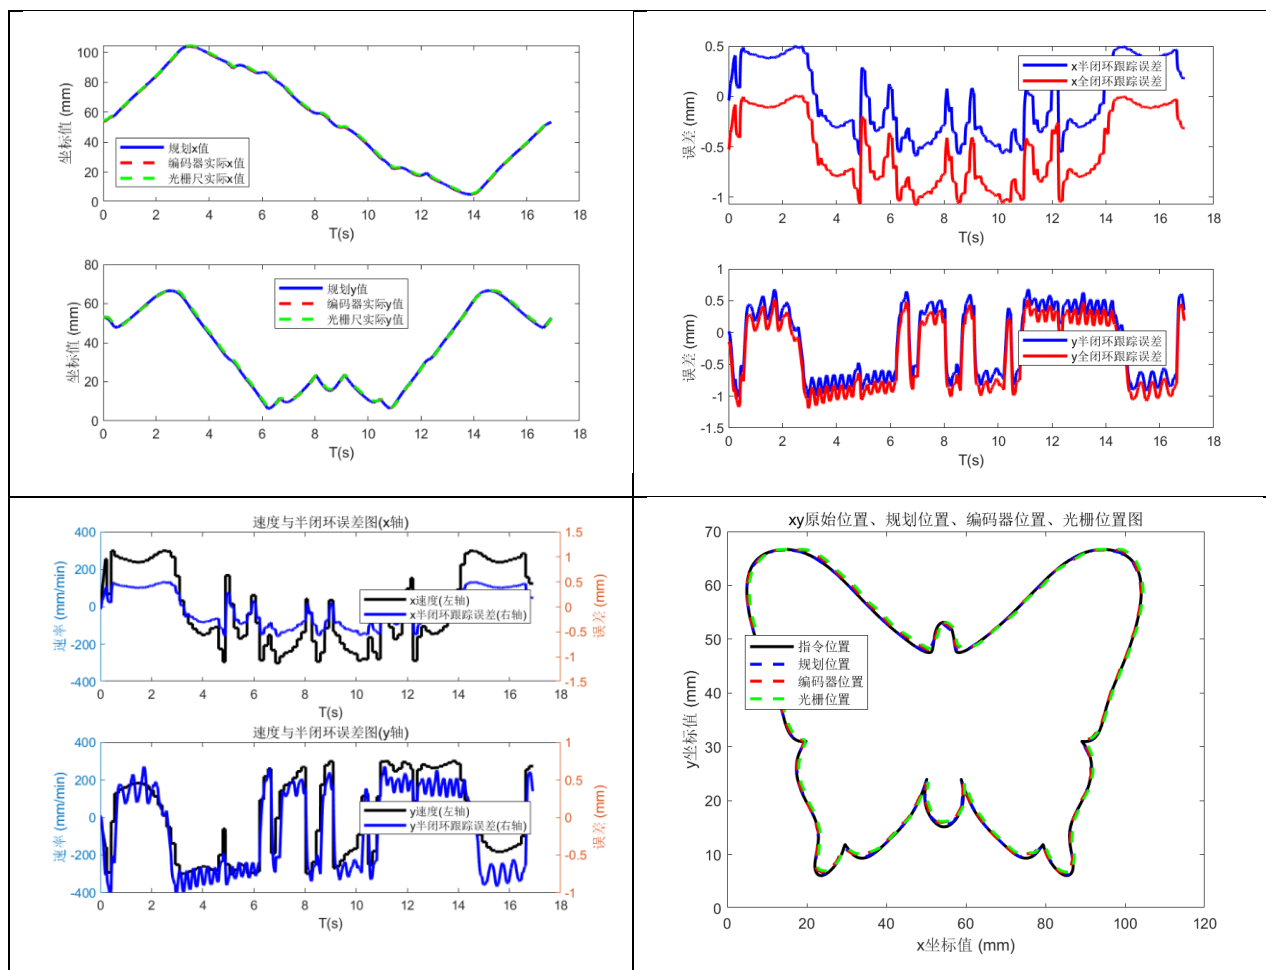 100
80
60
40
20
0
坐标值 (mm)
规划x值
编码器实际x值
光栅尺实际x值
0 2 4 6 8 10 12 14 16 18
T(s)
80
60
40
20
0
坐标值 (mm)
规划y值
编码器实际y值
光栅尺实际y值
0 2 4 6 8 10 12 14 16 18
T(s)
0.5
0
-0.5
-1
误差 (mm)
x半闭环跟踪误差
x全闭环跟踪误差
0 2 4 6 8 10 12 14 16 18
T(s)
1
0.5
0
-0.5
-1
-1.5
误差 (mm)
y半闭环跟踪误差
y全闭环跟踪误差
0 2 4 6 8 10 12 14 16 18
T(s)
速度与半闭环误差图(x轴)
400
200
0
-200
-400
速率 (mm/min)
x速度(左轴)
x半闭环跟踪误差(右轴)
1.5
1
0.5
0
-0.5
-1
-1.5
误差 (mm)
0 2 4 6 8 10 12 14 16 18
T(s)
速度与半闭环误差图(y轴)
400
200
0
-200
-400
速率 (mm/min)
y速度(左轴)
y半闭环跟踪误差(右轴)
1
0.5
0
-0.5
-1
误差 (mm)
0 2 4 6 8 10 12 14 16 18
T(s)
xy原始位置、规划位置、编码器位置、光栅位置图
70
60
50
40
30
20
10
0
y坐标值 (mm)
指令位置
规划位置
编码器位置
光栅位置
0 20 40 60 80 100 120
x坐标值 (mm)